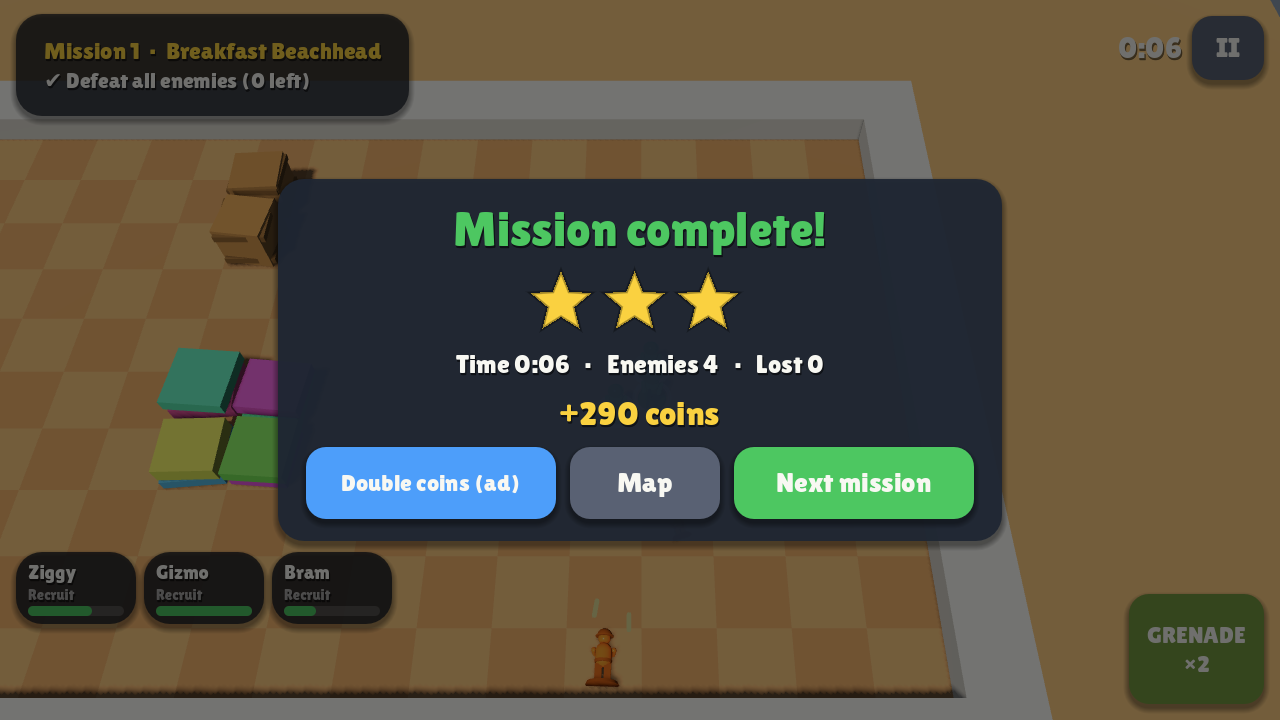 Mission 1 · Breakfast Beachhead
✔ Defeat all enemies (0 left)
0:06
II
Mission complete!
Time 0:06 · Enemies 4 · Lost 0
+290 coins
Double coins (ad)
Map
Next mission
Ziggy
Recruit
Gizmo
Recruit
Bram
Recruit
GRENADE
×2